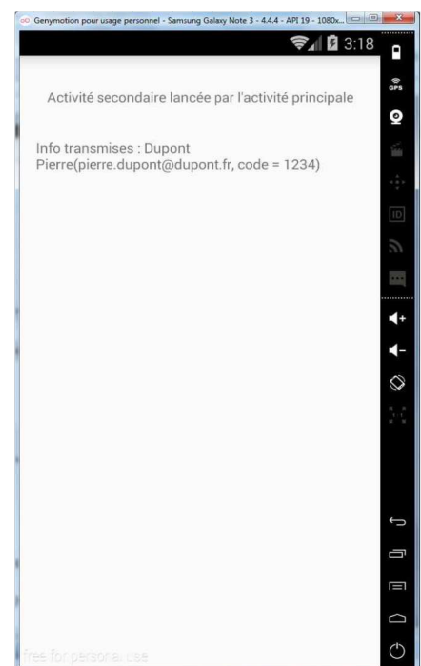 Genymotion pour usage personnel - Samsung Galaxy Note 3 - 4.4.4 - API 19 - 1080x...
3:18
GPS
Activité secondaire lancée par l'activité principale
Info transmises : Dupont
Pierre(pierre.dupont@dupont.fr, code = 1234)
ID
free for personal use